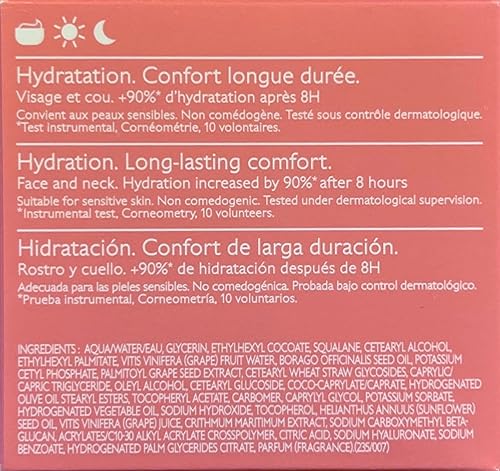 Hydratation. Confort longue durée.
Visage et cou. +90%* d'hydratation après 8H
Convient aux peaux sensibles. Non comédogène. Testé sous contrôle dermatologique.
*Test instrumental, Cornéométrie, 10 volontaires.
Hydration. Long-lasting comfort.
Face and neck. Hydration increased by 90%* after 8 hours
Suitable for sensitive skin. Non comedogenic. Tested under dermatological supervision.
*Instrumental test, Corneometry, 10 volunteers.
Hidratación. Confort de larga duración.
Rostro y cuello. +90%* de hidratación después de 8H
Adecuada para las pieles sensibles. No comedogénica. Probada bajo control dermatológico.
*Prueba instrumental, Corneometría, 10 voluntarios.
INGREDIENTS : AQUA/WATER/EAU, GLYCERIN, ETHYLHEXYL COCOATE, SQUALANE, CETEARYL ALCOHOL,
ETHYLHEXYL PALMITATE, VITIS VINIFERA (GRAPE) FRUIT WATER, BORAGO OFFICINALIS SEED OIL, POTASSIUM
CETYL PHOSPHATE, PALMITOYL GRAPE SEED EXTRACT, CETEARYL WHEAT STRAW GLYCOSIDES, CAPRYLIC/
CAPRIC TRIGLYCERIDE, OLEYL ALCOHOL, CETEARYL GLUCOSIDE, COCO-CAPRYLATE/CAPRATE, HYDROGENATED
OLIVE OIL STEARYL ESTERS, TOCOPHERYL ACETATE, CARBOMER, CAPRYLYL GLYCOL, POTASSIUM SORBATE,
HYDROGENATED VEGETABLE OIL, SODIUM HYDROXIDE, TOCOPHEROL, HELIANTHUS ANNUUS (SUNFLOWER)
SEED OIL, VITIS VINIFERA (GRAPE) JUICE, CRITHMUM MARITIMUM EXTRACT, SODIUM CARBOXYMETHYL BETA-
GLUCAN, ACRYLATES/C10-30 ALKYL ACRYLATE CROSSPOLYMER, CITRIC ACID, SODIUM HYALURONATE, SODIUM
BENZOATE, HYDROGENATED PALM GLYCERIDES CITRATE, PARFUM (FRAGRANCE).(235/007)